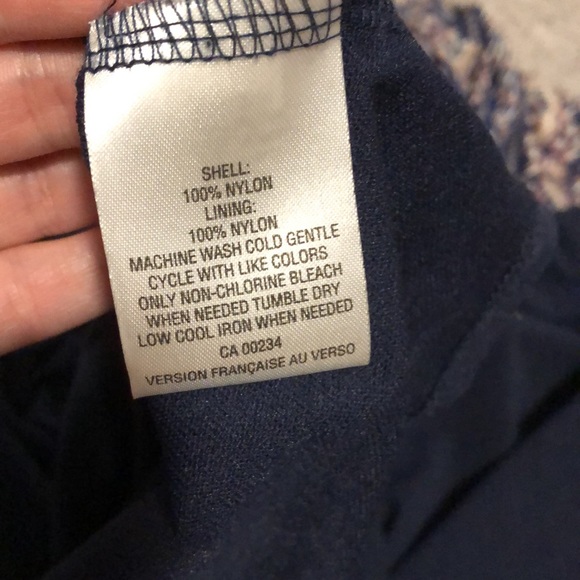 SHELL:
100% NYLON
LINING:
100% NYLON
MACHINE WASH COLD GENTLE
CYCLE WITH LIKE COLORS
ONLY NON-CHLORINE BLEACH
WHEN NEEDED TUMBLE DRY
LOW COOL IRON WHEN NEEDED
CA 00234
VERSION FRANÇAISE AU VERSO